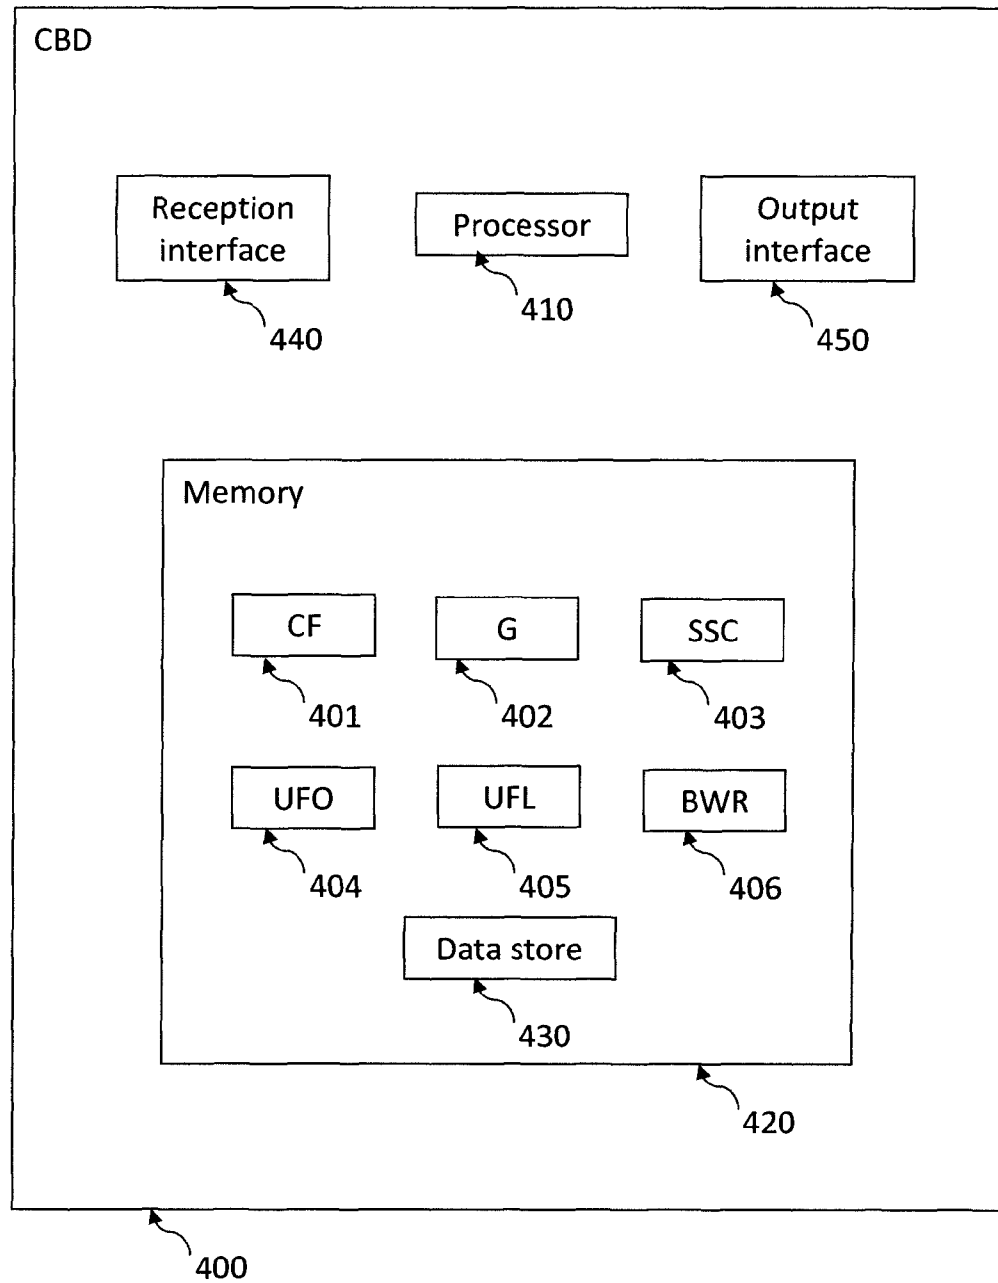 CBD
Reception
interface
Processor
Output
interface
440
410
450
Memory
CF
G
SSC
401
402
403
UFO
UFL
BWR
404
405
406
Data store
430
420
400